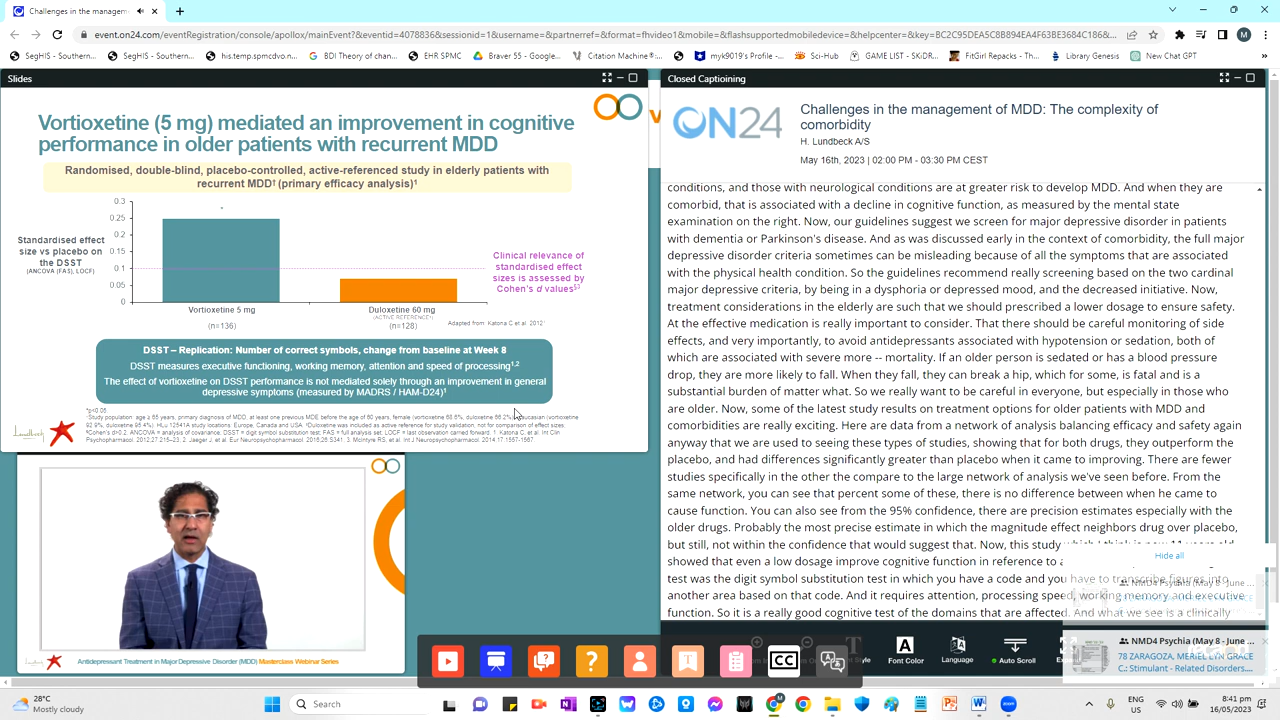 Challenges in the managem
event.on24.com/eventRegistration/console/apollox/mainEvent?&eventid=4078836&sessionid=1&username=&partnerref=&format=fhvideo1&mobile=&flashsupportedmobiledevice=&helpcenter=&key=BC2C95DEA5C8B894EA4F63BE3684C186&...
M
SegHIS – Southern...
SegHIS - Southern...
his.temp.spmcdvo.n...
BDI Theory of chan...
EHR SPMC
Braver 55 - Google...
Citation Machine®:...
myk9019's Profile -...
Sci-Hub
GAME LIST - SKiDR...
FitGirl Repacks - Th...
Library Genesis
New Chat GPT
Slides
Vortioxetine (5 mg) mediated an improvement in cognitive
performance in older patients with recurrent MDD
Randomised, double-blind, placebo-controlled, active-referenced study in elderly patients with
recurrent MDD† (primary efficacy analysis)¹
Standardised effect
size vs placebo on
the DSST
(ANCOVA (FAS), LOCF)
0.3
0.25
0.2
0.15
0.1
0.05
0
*
Vortioxetine 5 mg
(n=136)
Duloxetine 60 mg
(ACTIVE REFERENCE‡)
(n=128)
Clinical relevance of
standardised effect
sizes is assessed by
Cohen's d values§3
Adapted from: Katona C et al. 2012¹
DSST – Replication: Number of correct symbols, change from baseline at Week 8
DSST measures executive functioning, working memory, attention and speed of processing¹,²
The effect of vortioxetine on DSST performance is not mediated solely through an improvement in general
depressive symptoms (measured by MADRS / HAM-D24)¹
*p<0.05.
Lundbeck
Antidepressant Treatment in Major Depressive Disorder (MDD) Masterclass Webinar Series
Closed Captioining
ON24
Challenges in the management of MDD: The complexity of
comorbidity
H. Lundbeck A/S
May 16th, 2023 | 02:00 PM - 03:30 PM CEST
conditions, and those with neurological conditions are at greater risk to develop MDD. And when they are
comorbid, that is associated with a decline in cognitive function, as measured by the mental state
examination on the right. Now, our guidelines suggest we screen for major depressive disorder in patients
with dementia or Parkinson's disease. And as was discussed early in the context of comorbidity, the full major
depressive disorder criteria sometimes can be misleading because of all the symptoms that are associated
with the physical health condition. So the guidelines recommend really screening based on the two cardinal
major depressive criteria, by being in a dysphoria or depressed mood, and the decreased initiative. Now,
treatment considerations in the elderly are such that we should prescribed a lower dosage to ensure safety.
At the effective medication is really important to consider. That there should be careful monitoring of side
effects, and very importantly, to avoid antidepressants associated with hypotension or sedation, both of
which are associated with severe more -- mortality. If an older person is sedated or has a blood pressure
drop, they are more likely to fall. When they fall, they can break a hip, which for some, is fatal and is a
substantial burden of matter what. So we really want to be careful in everyone, but especially in those who
are older. Now, some of the latest study results on treatment options for older patients with MDD and
comorbidities are really exciting. Here are data from a network of analysis balancing efficacy and safety again
anyway that we are used to seeing these types of studies, showing that for both drugs, they outperform the
placebo, and had differences significantly greater than placebo when it came to improving. There are fewer
studies specifically in the other the compare to the large network of analysis we've seen before. From the
same network, you can see that percent some of these, there is no difference between when he came to
cause function. You can also see from the 95% confidence, there are precision estimates especially with the
older drugs. Probably the most precise estimate in which the magnitude effect neighbors drug over placebo,
but still, not within the confidence that would suggest that. Now, this study
showed that even a low dosage improve cognitive function in reference to a
test was the digit symbol substitution test in which you have a code and you have to transcribe figures into
another area based on that code. And it requires attention, processing speed, working memory and executive
function. So it is a really good cognitive test of the domains that are affected. And what we see is a clinically
Hide all
NMD4 Psychia (May 8 - June ...
NMD4 Psychia (May 8 - June ...
78 ZARAGOZA, MERIEL LYN GRACE
C.: Stimulant - Related Disorders....
Font Color
Language
Auto Scroll
CC
28°C
Mostly cloudy
Search
ENG
US
8:41 pm
16/05/2023